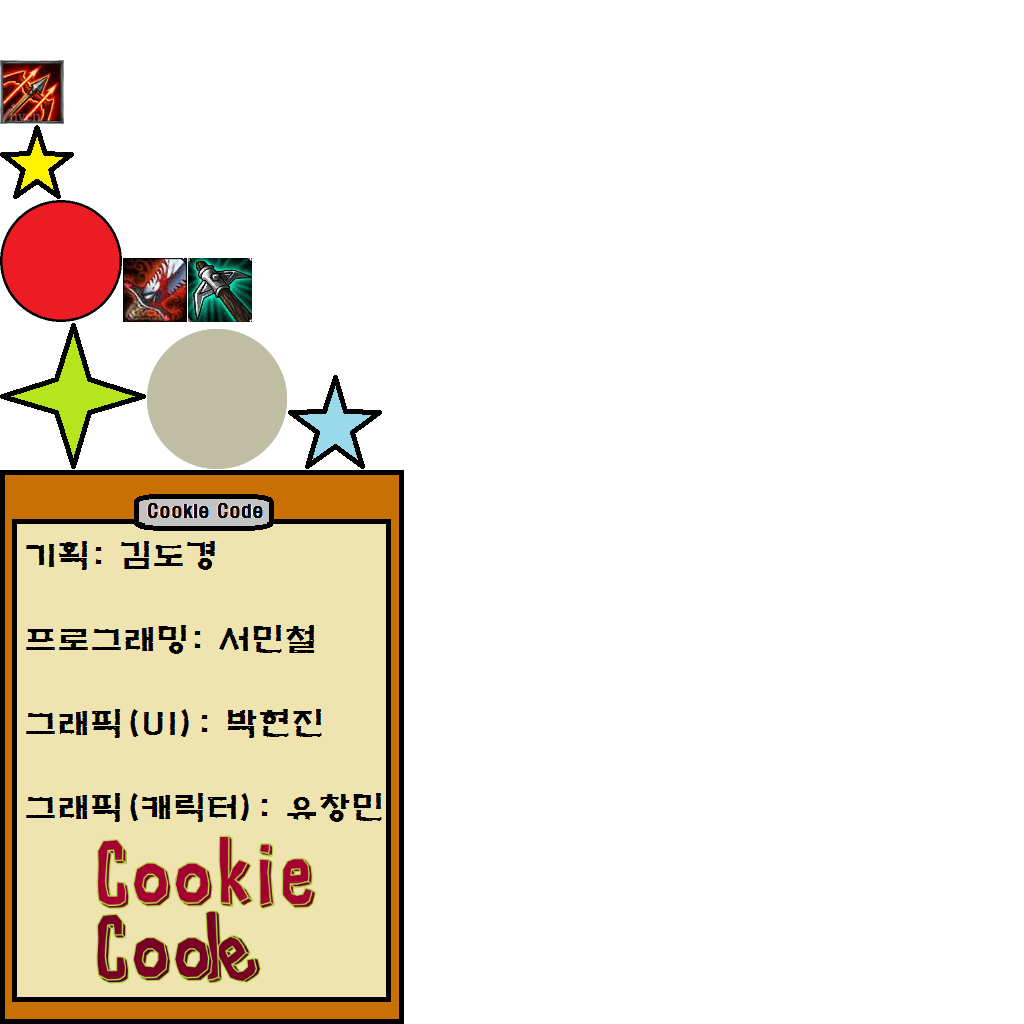 Cookie Code
기획: 김도경
프로그래밍: 서민철
그래픽(UI): 박현진
그래픽(캐릭터): 유창민
Cookie
Code